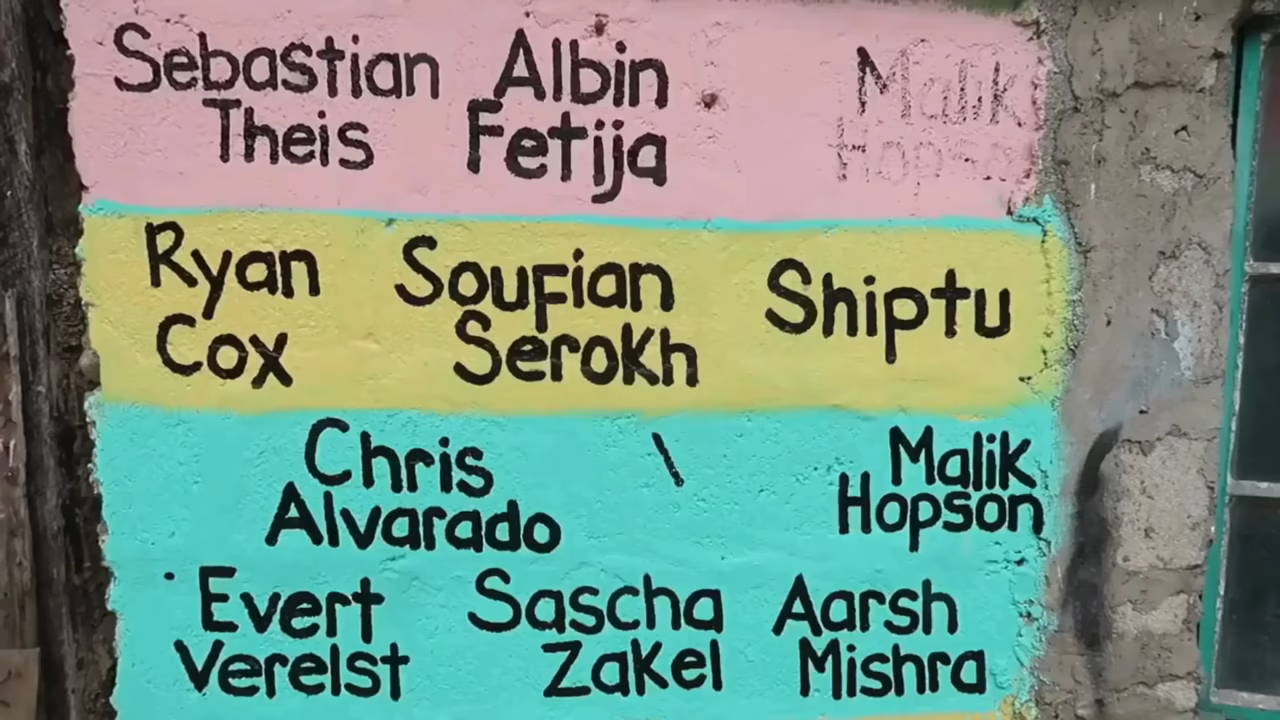 Sebastian Albin Malik
Theis Fetija
Ryan Soufian Shiptu
Cox Serokh
Chris Malik
Alvarado Hopson
Evert Sascha Aarsh
Verelst Zakel Mishra